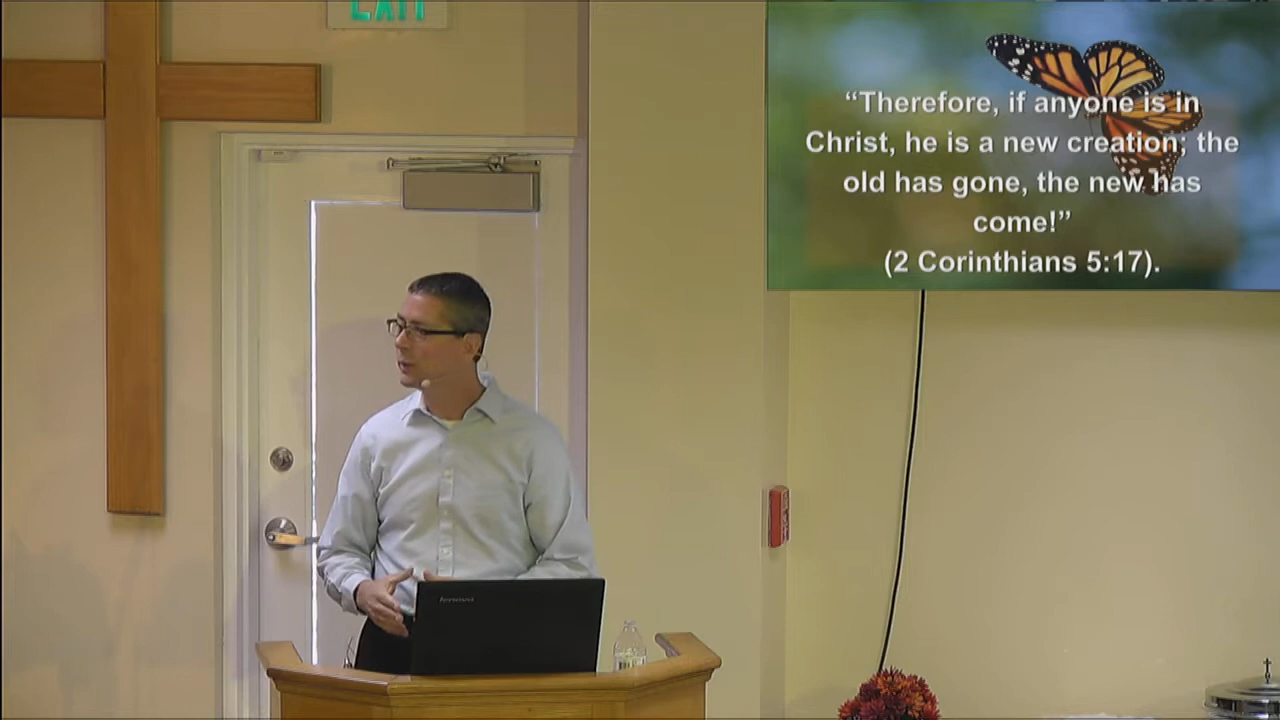 EXIT
“Therefore, if anyone is in
Christ, he is a new creation; the
old has gone, the new has
come!”
(2 Corinthians 5:17).
lenovo